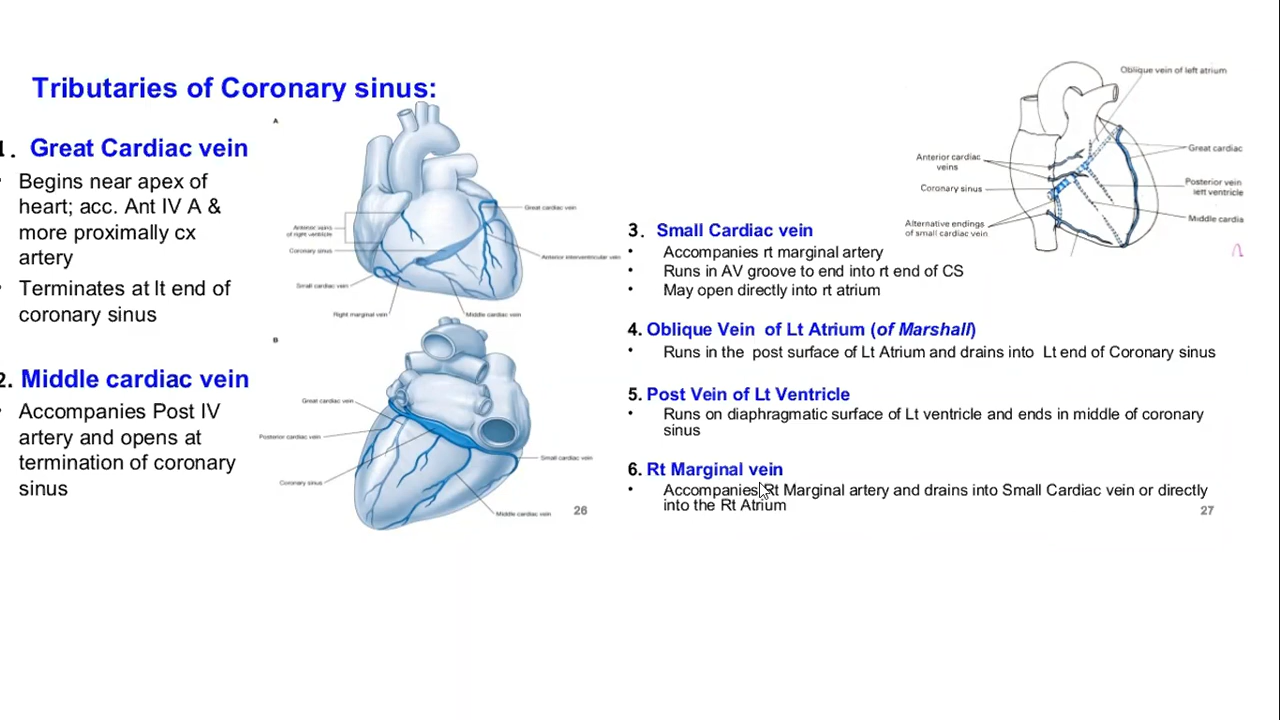 Tributaries of Coronary sinus:
1. Great Cardiac vein
• Begins near apex of
heart; acc. Ant IV A &
more proximally cx
artery
• Terminates at lt end of
coronary sinus
2. Middle cardiac vein
• Accompanies Post IV
artery and opens at
termination of coronary
sinus
A
Great cardiac vein
Anterior veins
of right ventricle
Coronary sinus
Anterior interventricular vein
Small cardiac vein
Right marginal vein
Middle cardiac vein
B
Great cardiac vein
Posterior cardiac vein
Small cardiac vein
Coronary sinus
Middle cardiac vein
26
Oblique vein of left atrium
Great cardiac
Anterior cardiac
veins
Coronary sinus
Posterior vein
left ventricle
Middle cardia
Alternative endings
of small cardiac vein
3. Small Cardiac vein
• Accompanies rt marginal artery
• Runs in AV groove to end into rt end of CS
• May open directly into rt atrium
4. Oblique Vein of Lt Atrium (of Marshall)
• Runs in the post surface of Lt Atrium and drains into Lt end of Coronary sinus
5. Post Vein of Lt Ventricle
• Runs on diaphragmatic surface of Lt ventricle and ends in middle of coronary
sinus
6. Rt Marginal vein
• Accompanies Rt Marginal artery and drains into Small Cardiac vein or directly
into the Rt Atrium
27